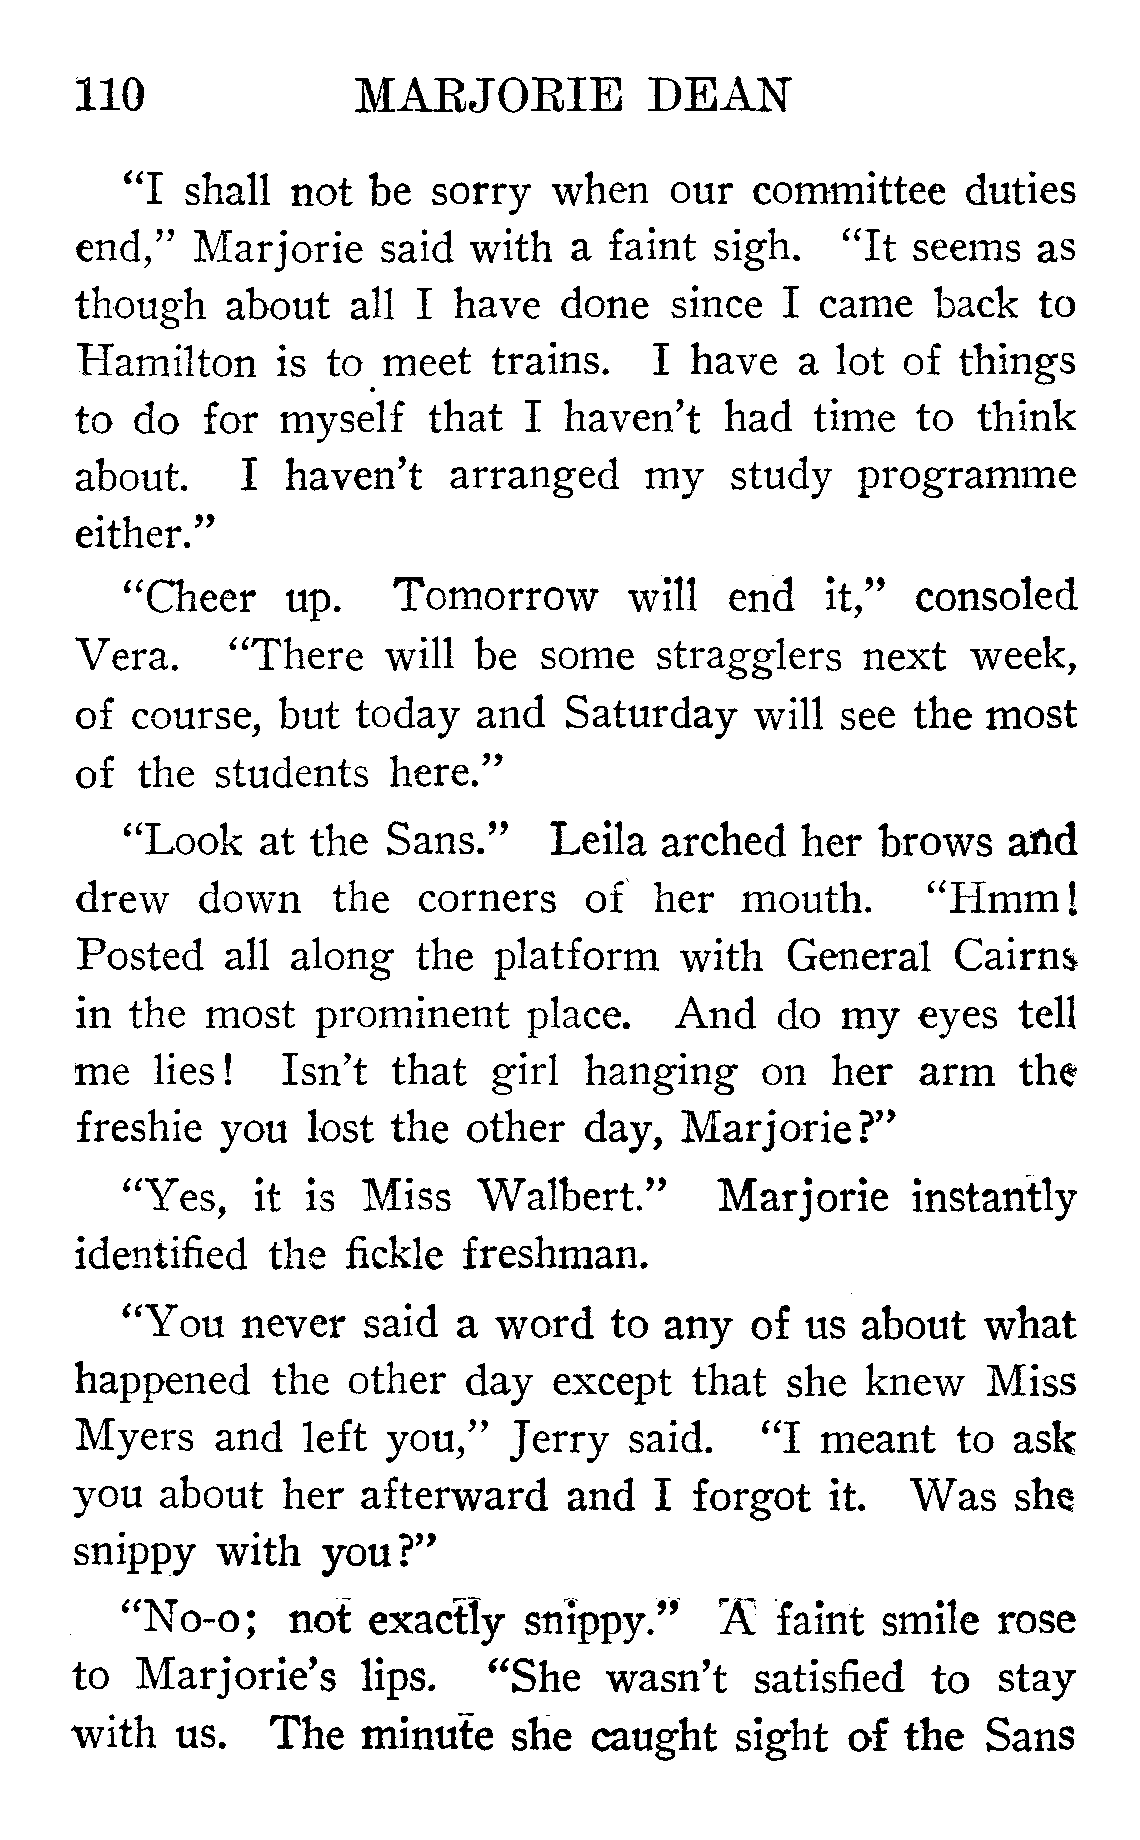 110 MARJORIE DEAN
“I shall not be sorry when our committee duties
end,” Marjorie said with a faint sigh. “It seems as
though about all I have done since I came back to
Hamilton is to meet trains. I have a lot of things
to do for myself that I haven’t had time to think
about. I haven’t arranged my study programme
either.”
“Cheer up. Tomorrow will end it,” consoled
Vera. “There will be some stragglers next week,
of course, but today and Saturday will see the most
of the students here.”
“Look at the Sans.” Leila arched her brows and
drew down the corners of her mouth. “Hmm!
Posted all along the platform with General Cairns
in the most prominent place. And do my eyes tell
me lies! Isn’t that girl hanging on her arm the
freshie you lost the other day, Marjorie?”
“Yes, it is Miss Walbert.” Marjorie instantly
identified the fickle freshman.
“You never said a word to any of us about what
happened the other day except that she knew Miss
Myers and left you,” Jerry said. “I meant to ask
you about her afterward and I forgot it. Was she
snippy with you?”
“No-o; not exactly snippy.” A faint smile rose
to Marjorie’s lips. “She wasn’t satisfied to stay
with us. The minute she caught sight of the Sans